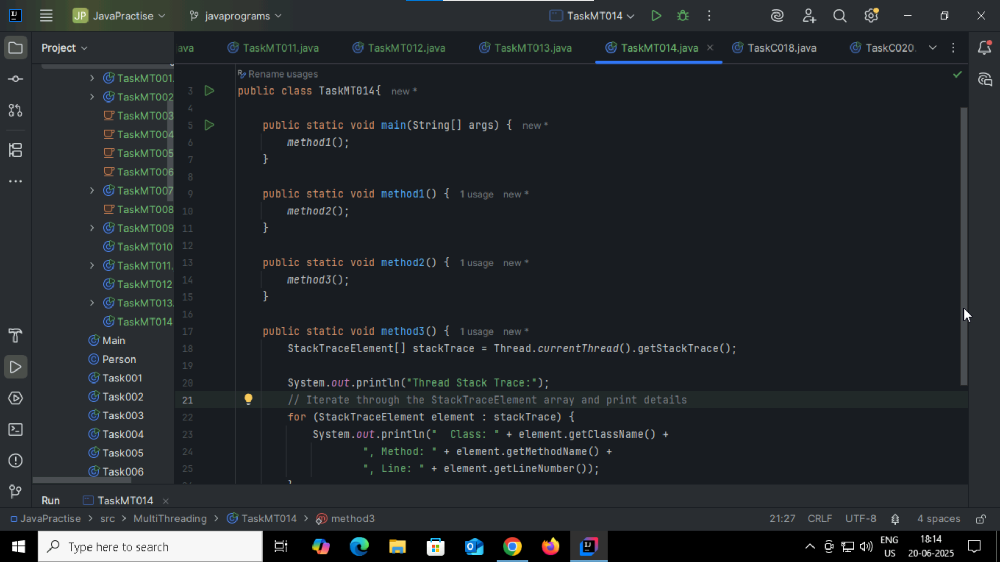 JP JavaPractise javaprograms TaskMT014
Project
java TaskMT011.java TaskMT012.java TaskMT013.java TaskMT014.java TaskC018.java TaskC020.
TaskMT001.
TaskMT002
TaskMT003
TaskMT004
TaskMT005
TaskMT006
TaskMT007
TaskMT008
TaskMT009
TaskMT010
TaskMT011.
TaskMT012
TaskMT013.
TaskMT014
Main
Person
Task001
Task002
Task003
Task004
Task005
Task006
Rename usages
3 public class TaskMT014{ new *
4
5 public static void main(String[] args) { new *
6 method1();
7 }
8
9 public static void method1() { 1 usage new *
10 method2();
11 }
12
13 public static void method2() { 1 usage new *
14 method3();
15 }
16
17 public static void method3() { 1 usage new *
18 StackTraceElement[] stackTrace = Thread.currentThread().getStackTrace();
19
20 System.out.println("Thread Stack Trace:");
21 // Iterate through the StackTraceElement array and print details
22 for (StackTraceElement element : stackTrace) {
23 System.out.println("  Class: " + element.getClassName() +
24 ", Method: " + element.getMethodName() +
25 ", Line: " + element.getLineNumber());
Run TaskMT014
JavaPractise > src > MultiThreading > TaskMT014 > method3 21:27 CRLF UTF-8 4 spaces
Type here to search
ENG
US
18:14
20-06-2025